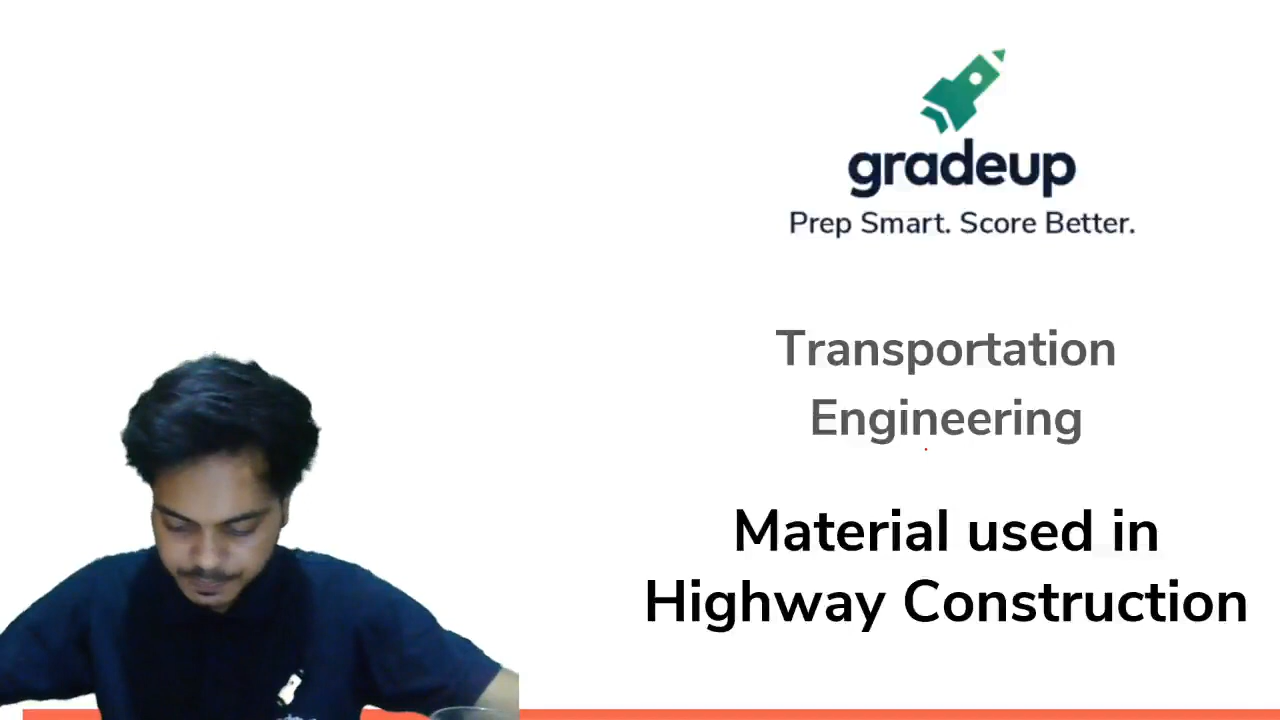 gradeup
Prep Smart. Score Better.
Transportation
Engineering
Material used in
Highway Construction